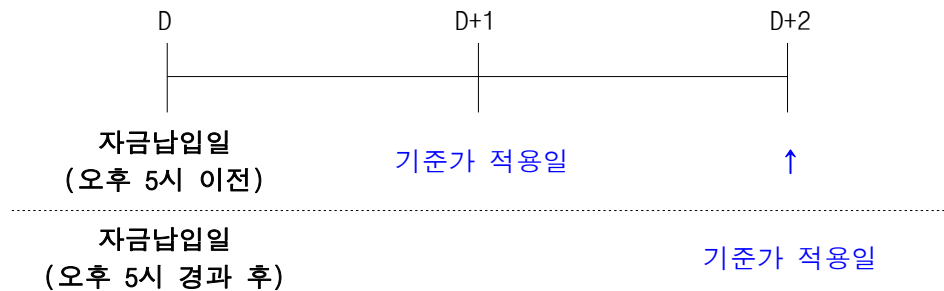 D D+1 D+2
자금납입일
(오후 5시 이전)
기준가 적용일
↑
자금납입일
(오후 5시 경과 후)
기준가 적용일